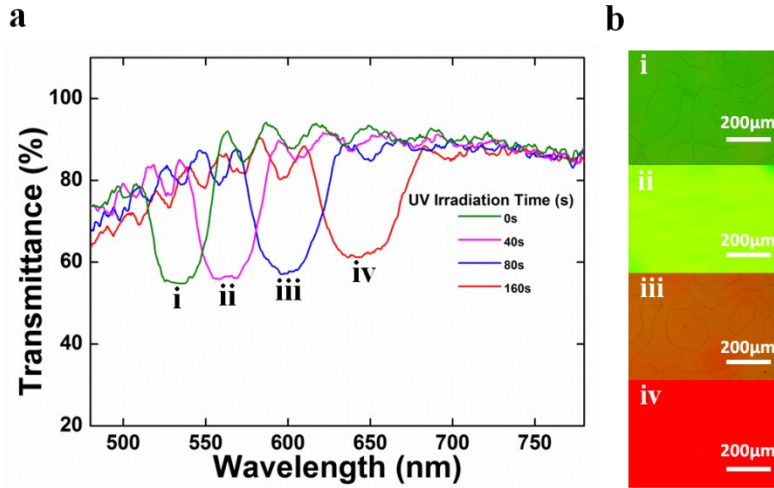 a
b
Transmittance (%)
100
80
60
40
20
500
550
600
650
700
750
Wavelength (nm)
UV Irradiation Time (s)
0s
40s
80s
160s
i
ii
iii
iv
i
200μm
ii
200μm
iii
200μm
iv
200μm